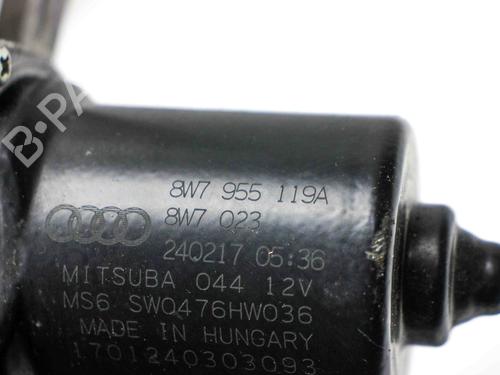 8W7 955 119A
8W7 023
240217 05:36
MITSUBA 044 12V
MS6 SW0476HW036
MADE IN HUNGARY
1701240303093
B-PA